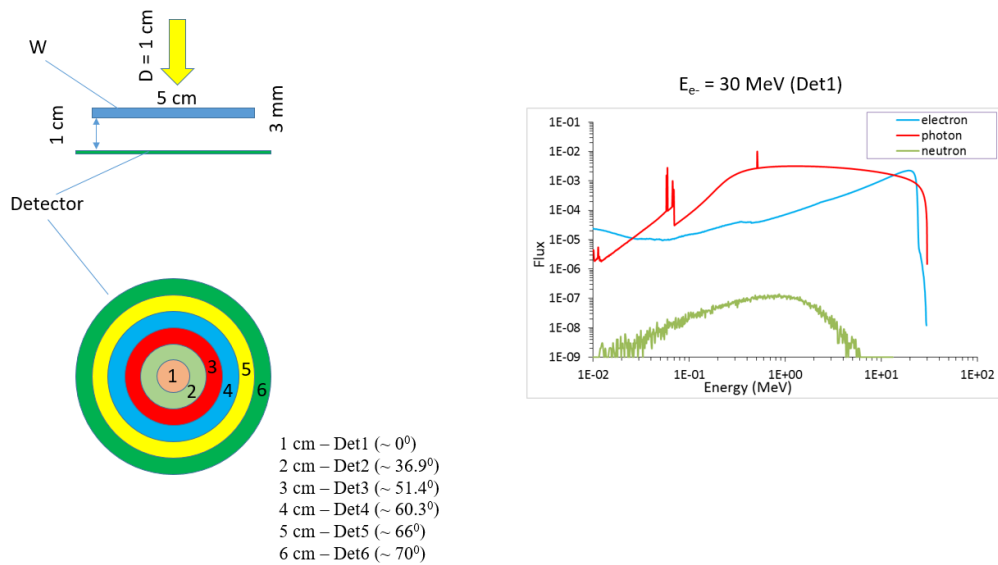 W
D = 1 cm
5 cm
1 cm
3 mm
Detector
1
2
3
4
5
6
1 cm – Det1 (~ 0⁰)
2 cm – Det2 (~ 36.9⁰)
3 cm – Det3 (~ 51.4⁰)
4 cm – Det4 (~ 60.3⁰)
5 cm – Det5 (~ 66⁰)
6 cm – Det6 (~ 70⁰)
Eₑ₋ = 30 MeV (Det1)
electron
photon
neutron
1E-01
1E-02
1E-03
1E-04
1E-05
1E-06
1E-07
1E-08
1E-09
Flux
1E-02 1E-01 1E+00 1E+01 1E+02
Energy (MeV)